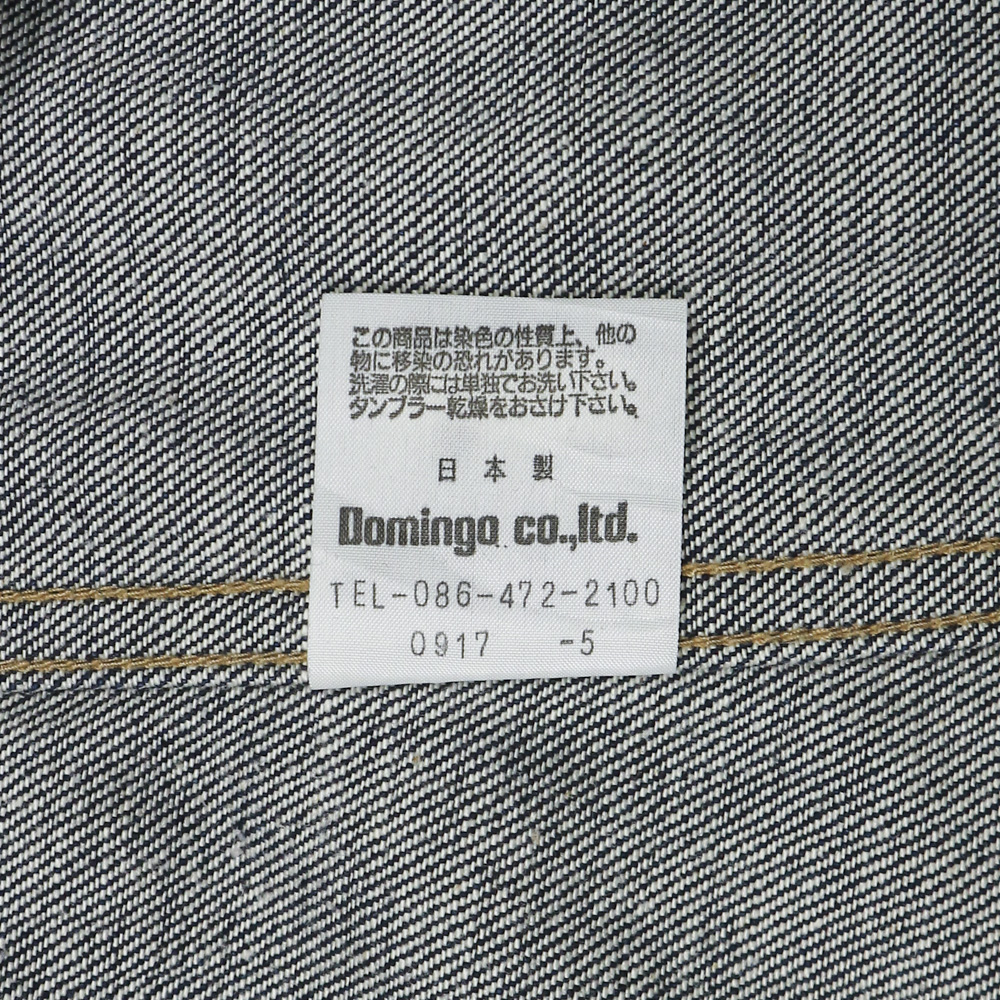 この商品は染色の性質上、他の
物に移染の恐れがあります。
洗濯の際には単独でお洗い下さい。
タンブラー乾燥をおさけ下さい。
日本製
Domingo co.,ltd.
TEL-086-472-2100
0917 -5